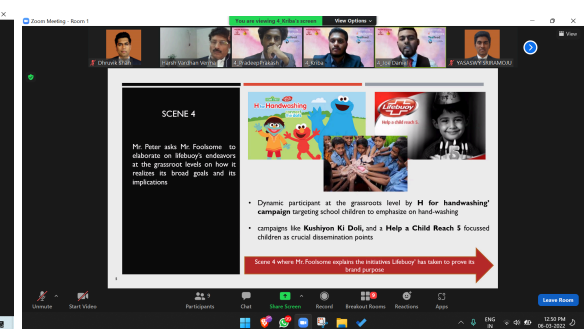 Zoom Meeting - Room 1
You are viewing 4_Kriba's screen
View Options
View
Dhruvik Shah
Harsh Vardhan Verma
4_PradeepPrakash
4_Kriba
4_Joe Daniel
YASASWY SRIRAMOJU
SCENE 4
Mr. Peter asks Mr. Foolsome to
elaborate on lifebuoy's endeavors
at the grassroot levels on how it
realizes its broad goals and its
implications
H for Handwashing
Lifebuoy
Help a child reach 5
5
• Dynamic participant at the grassroots level by H for handwashing'
campaign targeting school children to emphasize on hand-washing
• campaigns like Kushiyon Ki Doli, and a Help a Child Reach 5 focussed
children as crucial dissemination points
Scene 4 where Mr. Foolsome explains the initiatives Lifebuoy' has taken to prove its
brand purpose
Unmute
Start Video
Participants
Chat
Share Screen
Record
Breakout Rooms
Reactions
Apps
Leave Room
ENG
IN
12:50 PM
06-03-2022